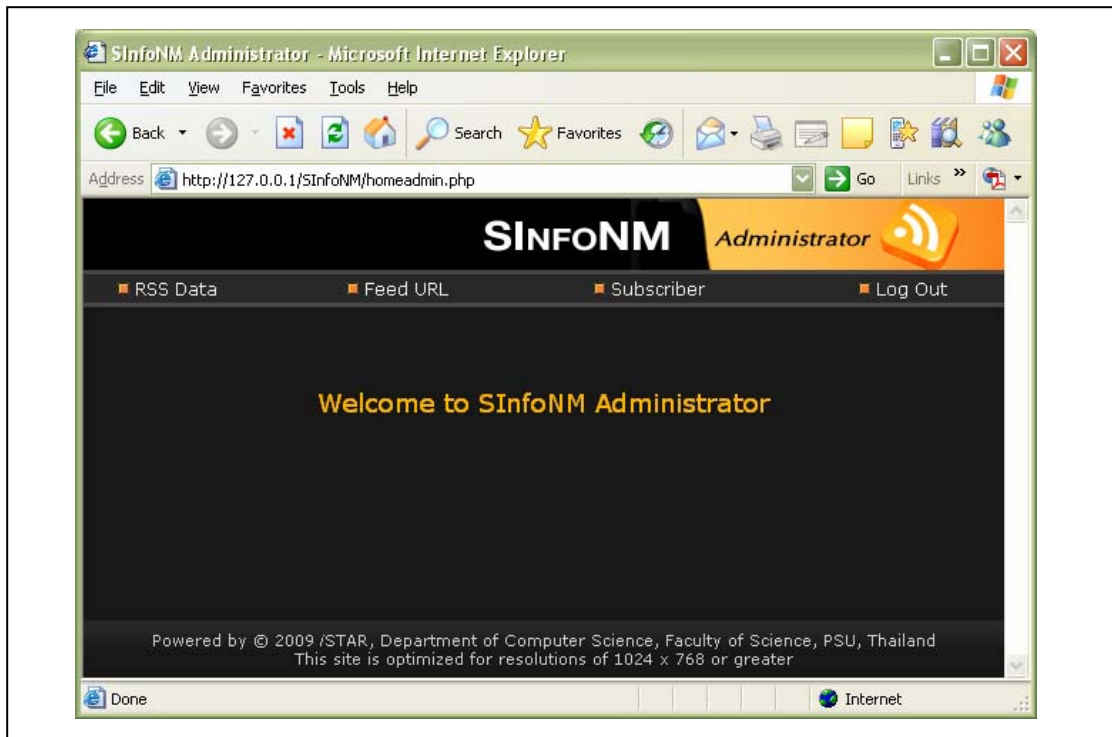 SInfoNM Administrator - Microsoft Internet Explorer
File Edit View Favorites Tools Help
Back Search Favorites
Address http://127.0.0.1/SInfoNM/homeadmin.php Go Links »
SINFONM Administrator
RSS Data Feed URL Subscriber Log Out
Welcome to SInfoNM Administrator
Powered by © 2009 iSTAR, Department of Computer Science, Faculty of Science, PSU, Thailand
This site is optimized for resolutions of 1024 x 768 or greater
Done Internet